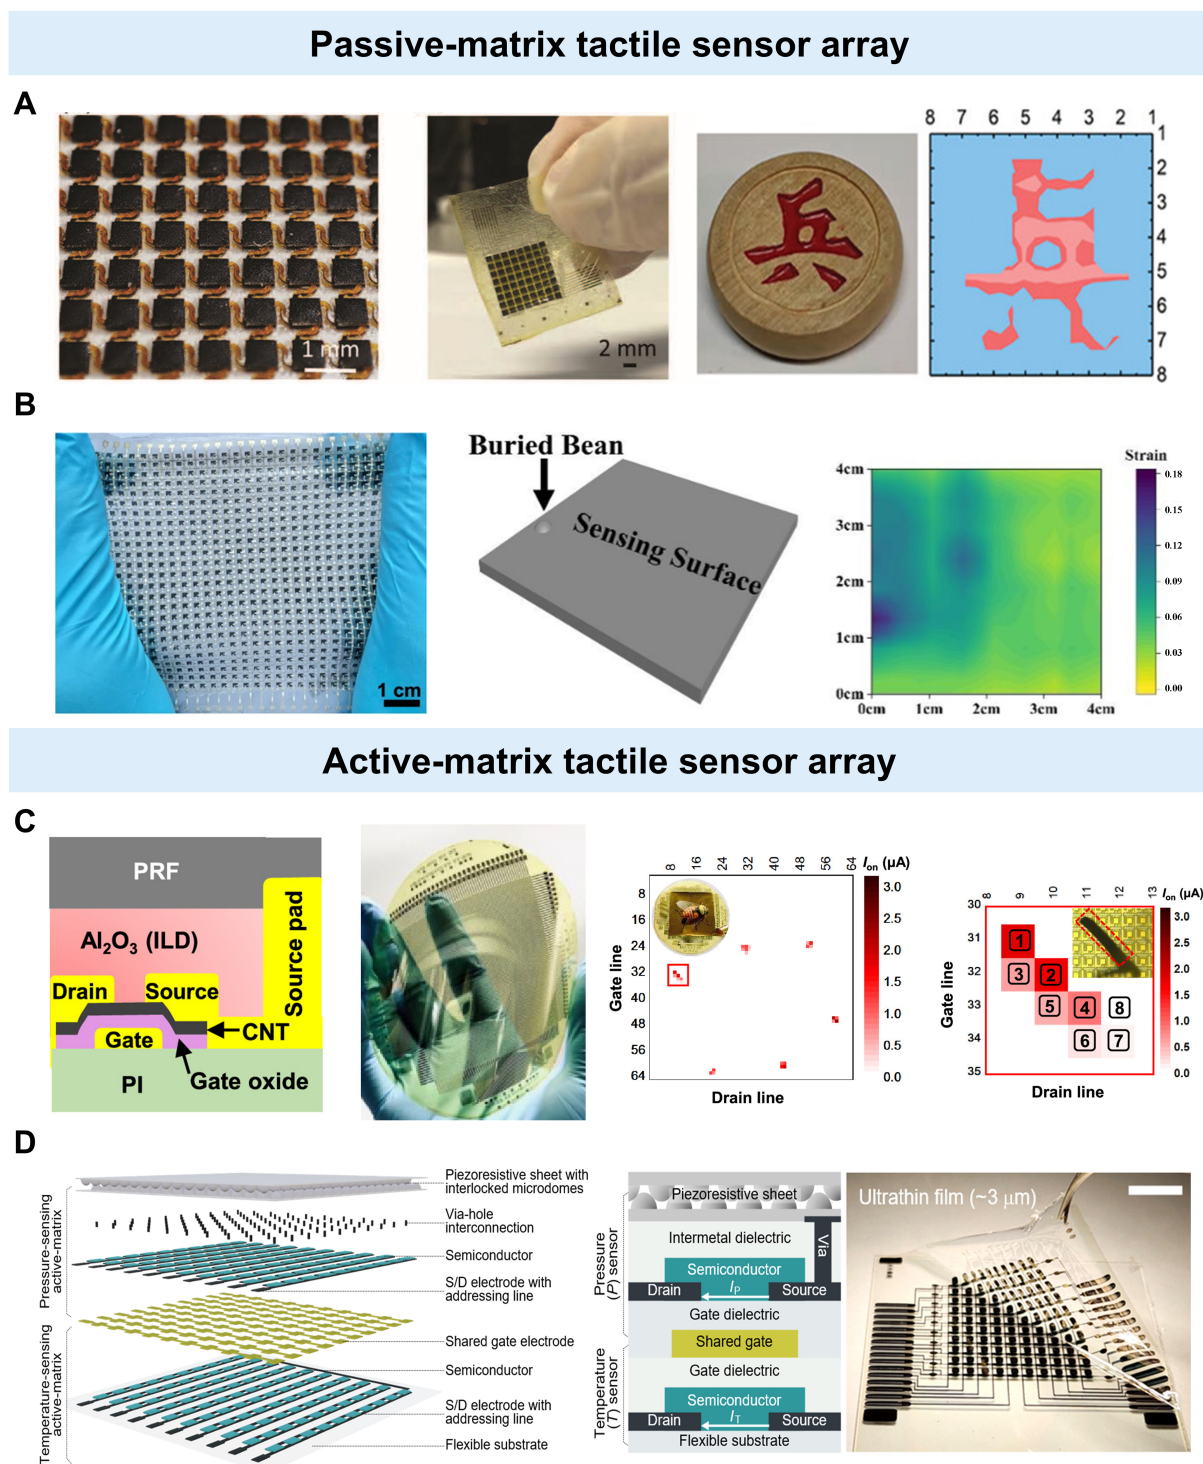 Passive-matrix tactile sensor array
A
1 mm
2 mm
兵
8 7 6 5 4 3 2 1
1
2
3
4
5
6
7
8
B
1 cm
Buried Bean
Sensing Surface
4cm
3cm
2cm
1cm
0cm
0cm 1cm 2cm 3cm 4cm
Strain
0.18
0.15
0.12
0.09
0.06
0.03
0.00
Active-matrix tactile sensor array
C
PRF
Al₂O₃ (ILD)
Source pad
Drain
Source
Gate
CNT
PI
Gate oxide
8 16 24 32 40 48 56 64
8
16
24
32
40
48
56
64
Gate line
Drain line
Ion (μA)
3.0
2.5
2.0
1.5
1.0
0.5
0.0
8 9 10 11 12 13
30
31
32
33
34
35
1
3 2
5 4 8
6 7
Gate line
Drain line
Ion (μA)
3.0
2.5
2.0
1.5
1.0
0.5
0.0
D
Pressure-sensing
active-matrix
Temperature-sensing
active-matrix
Piezoresistive sheet with
interlocked microdomes
Via-hole
interconnection
Semiconductor
S/D electrode with
addressing line
Shared gate electrode
Semiconductor
S/D electrode with
addressing line
Flexible substrate
Pressure
(P) sensor
Temperature
(T) sensor
Piezoresistive sheet
Intermetal dielectric
Via
Semiconductor
Drain
IP
Source
Gate dielectric
Shared gate
Gate dielectric
Semiconductor
Drain
IT
Source
Flexible substrate
Ultrathin film (~3 μm)